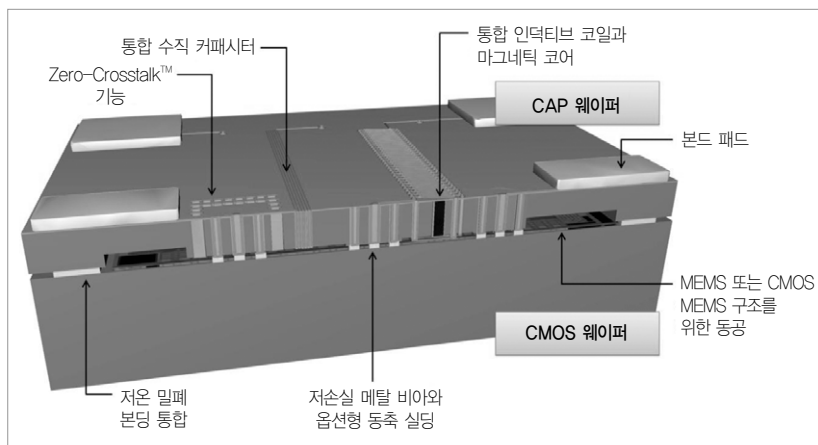 통합 수직 커패시터
Zero-Crosstalk™
기능
통합 인덕티브 코일과
마그네틱 코어
CAP 웨이퍼
본드 패드
MEMS 또는 CMOS
MEMS 구조를
위한 동공
CMOS 웨이퍼
저온 밀폐
본딩 통합
저손실 메탈 비아와
옵션형 동축 실딩